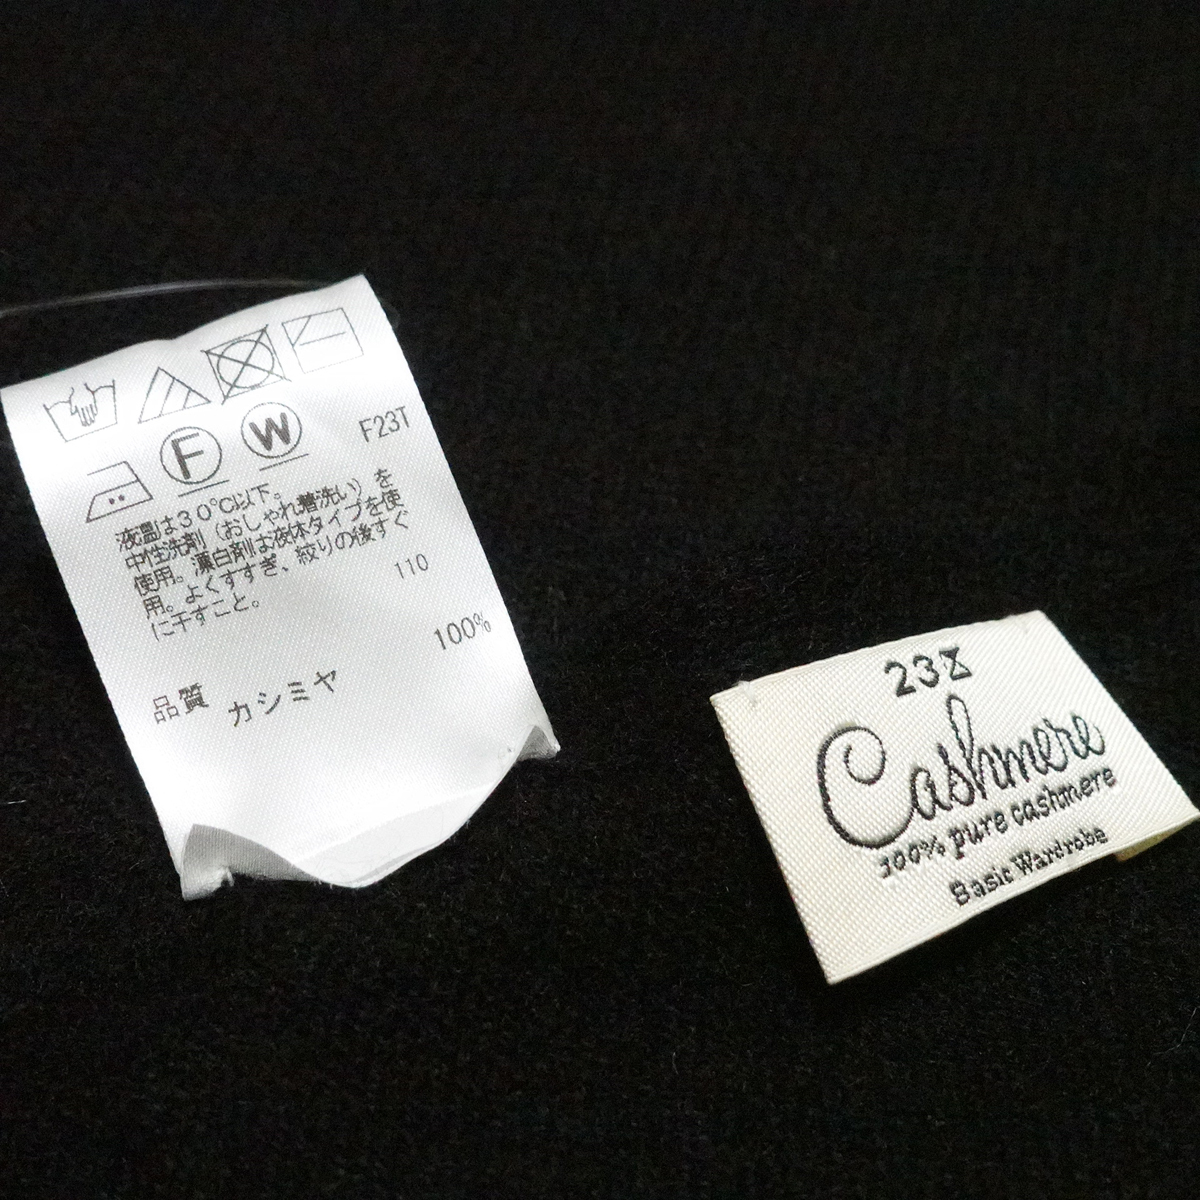 F
W
F23T
液温は30℃以下。
中性洗剤（おしゃれ着洗い）を
使用。漂白剤は液体タイプを使
用。よくすすぎ、絞りの後すぐ
に干すこと。
110
100%
品質 カシミヤ
23区
Cashmere
100% pure cashmere
Basic Wardrobe